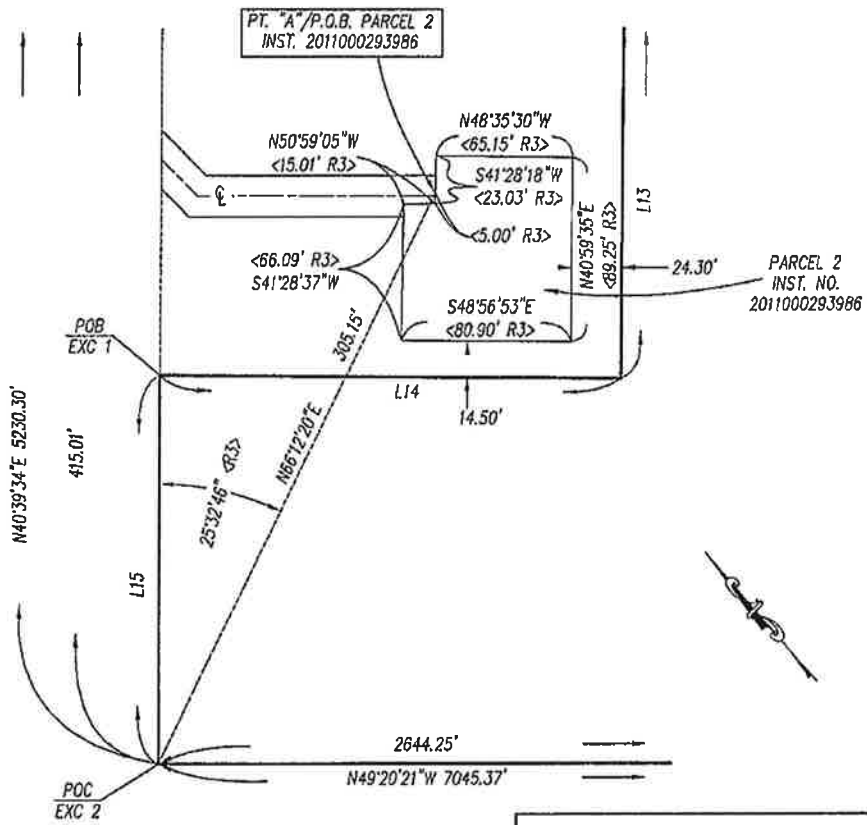 PT. "A"/P.O.B. PARCEL 2
INST. 2011000293986
N48°35'30"W
<65.15' R3>
N50°59'05"W
<15.01' R3>
S41°28'18"W
<23.03' R3>
℄
<5.00' R3>
N40°59'35"E
<89.25' R3>
L13
24.30'
PARCEL 2
INST. NO.
2011000293986
<66.09' R3>
S41°28'37"W
S48°56'53"E
<80.90' R3>
POB
EXC 1
305.15'
L14
14.50'
N40°39'34"E 5230.30'
415.01'
N66°12'20"E
25°32'46" <R3>
L15
2644.25'
N49°20'21"W 7045.37'
POC
EXC 2